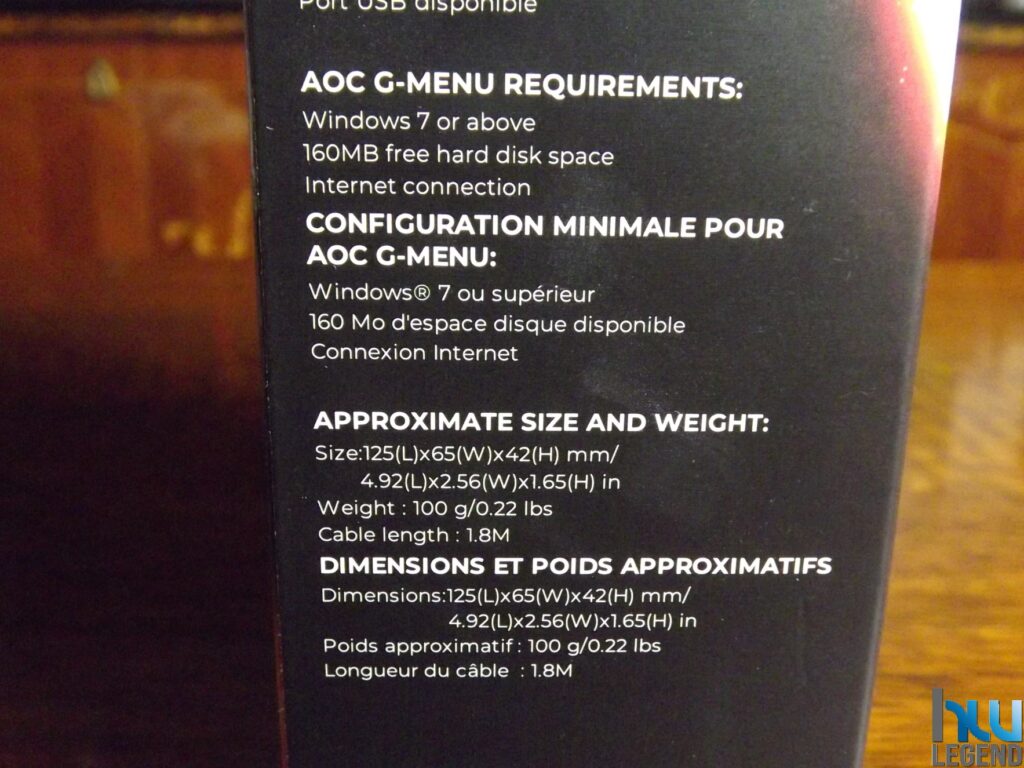 Port USB disponible
AOC G-MENU REQUIREMENTS:
Windows 7 or above
160MB free hard disk space
Internet connection
CONFIGURATION MINIMALE POUR
AOC G-MENU:
Windows® 7 ou supérieur
160 Mo d'espace disque disponible
Connexion Internet
APPROXIMATE SIZE AND WEIGHT:
Size:125(L)x65(W)x42(H) mm/
4.92(L)x2.56(W)x1.65(H) in
Weight : 100 g/0.22 lbs
Cable length : 1.8M
DIMENSIONS ET POIDS APPROXIMATIFS
Dimensions:125(L)x65(W)x42(H) mm/
4.92(L)x2.56(W)x1.65(H) in
Poids approximatif : 100 g/0.22 lbs
Longueur du câble : 1.8M
hw
LEGEND